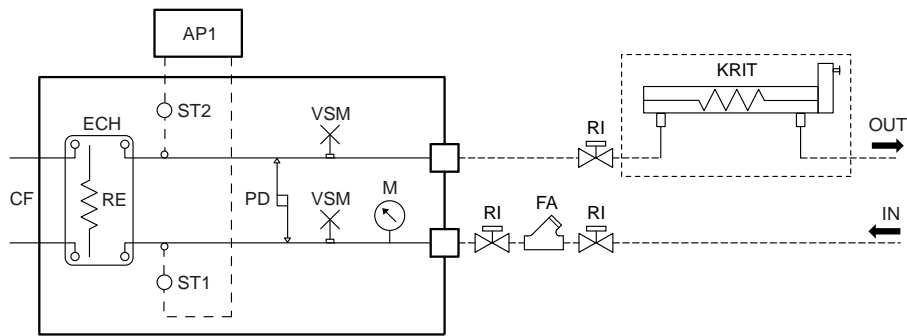 AP1
KRIT
ST2
VSM
ECH
RI
OUT
CF
RE
PD
VSM
M
RI
FA
RI
IN
ST1